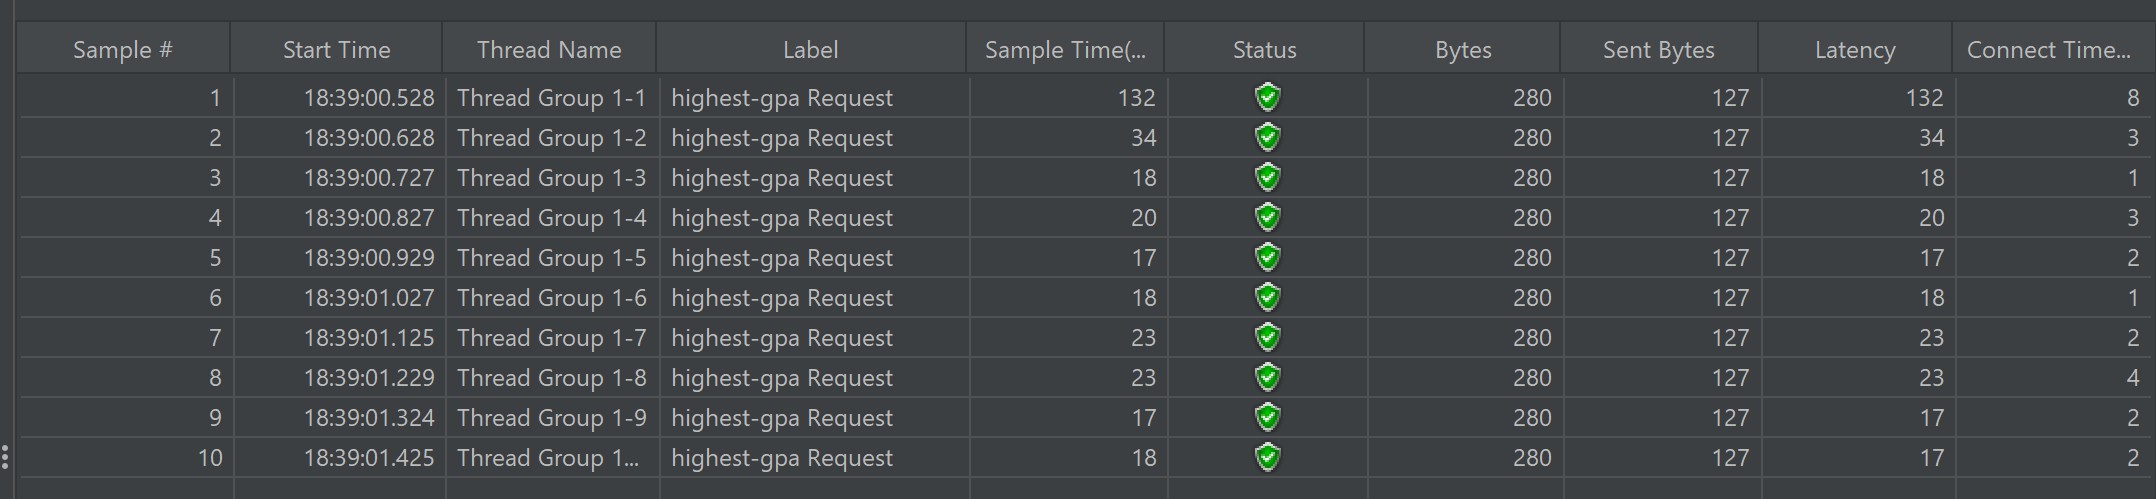 Sample # Start Time Thread Name Label Sample Time(... Status Bytes Sent Bytes Latency Connect Time...
1 18:39:00.528 Thread Group 1-1 highest-gpa Request 132 280 127 132 8
2 18:39:00.628 Thread Group 1-2 highest-gpa Request 34 280 127 34 3
3 18:39:00.727 Thread Group 1-3 highest-gpa Request 18 280 127 18 1
4 18:39:00.827 Thread Group 1-4 highest-gpa Request 20 280 127 20 3
5 18:39:00.929 Thread Group 1-5 highest-gpa Request 17 280 127 17 2
6 18:39:01.027 Thread Group 1-6 highest-gpa Request 18 280 127 18 1
7 18:39:01.125 Thread Group 1-7 highest-gpa Request 23 280 127 23 2
8 18:39:01.229 Thread Group 1-8 highest-gpa Request 23 280 127 23 4
9 18:39:01.324 Thread Group 1-9 highest-gpa Request 17 280 127 17 2
10 18:39:01.425 Thread Group 1... highest-gpa Request 18 280 127 17 2